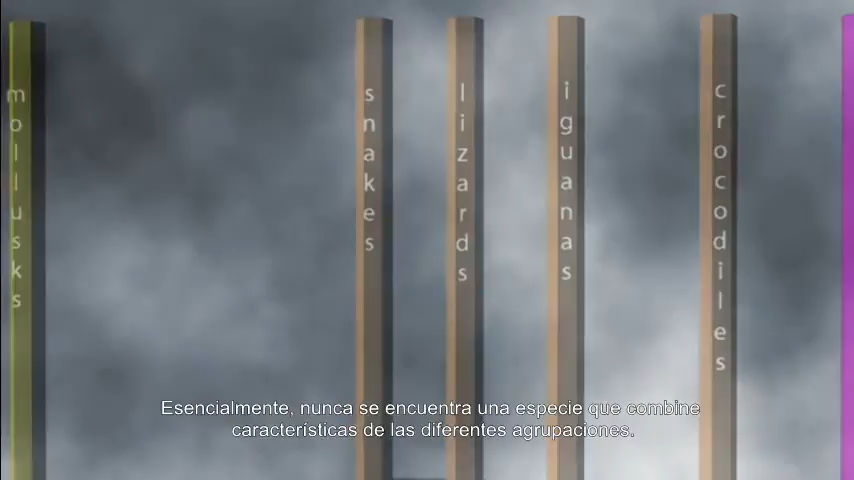 mollusks
snakes
lizards
iguanas
crocodiles
Esencialmente, nunca se encuentra una especie que combine
características de las diferentes agrupaciones.